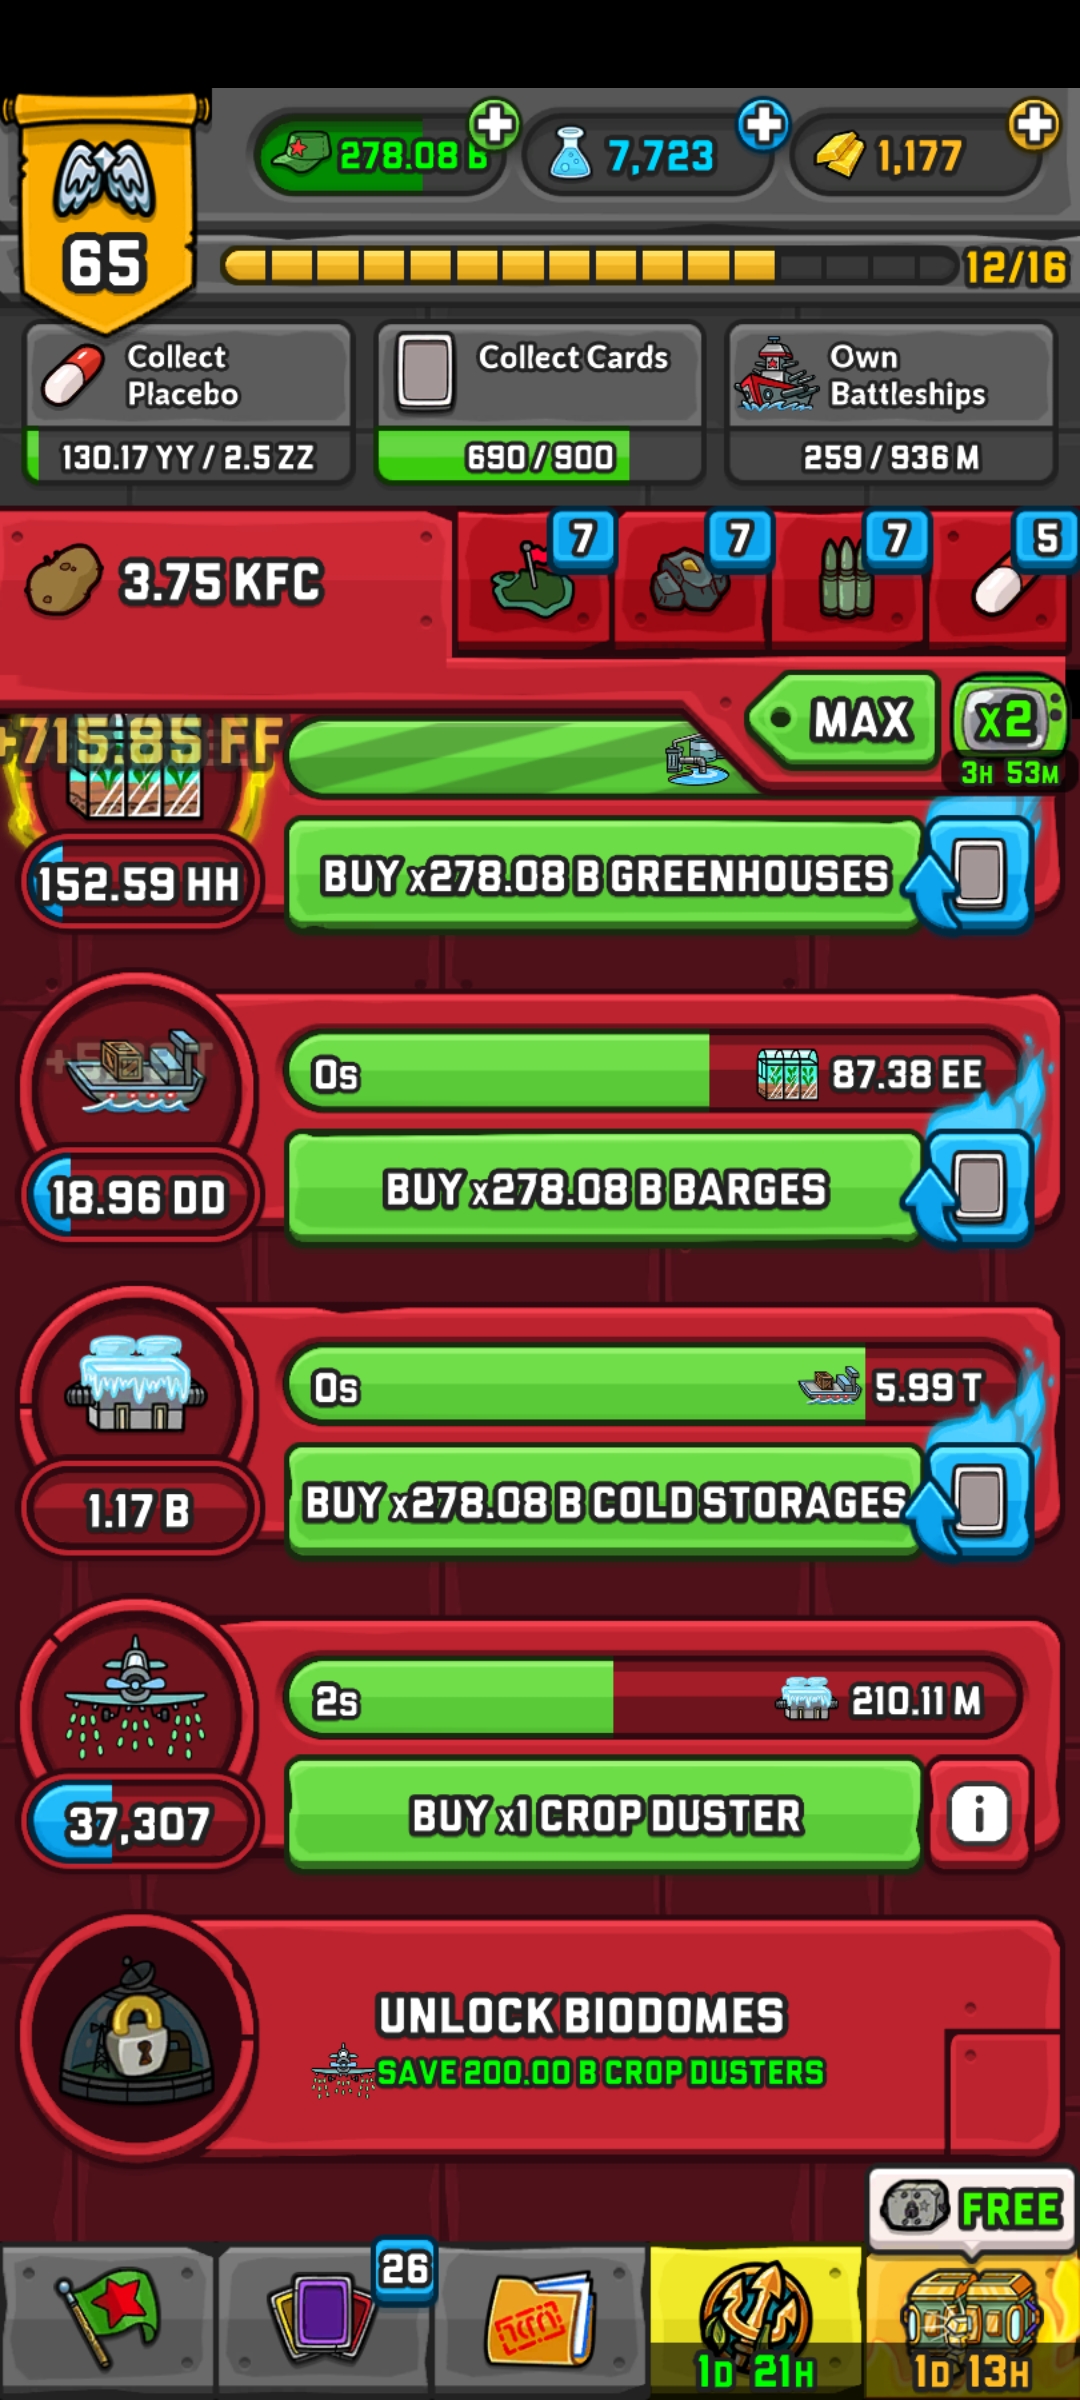 278.08 B
7,723
1,177
65
12/16
Collect
Placebo
130.17 YY / 2.5 ZZ
Collect Cards
690/900
Own
Battleships
259/936 M
3.75 KFC
7
7
7
5
MAX
x2
3H 53M
+715.85 FF
152.59 HH
BUY x278.08 B GREENHOUSES
0s
87.38 EE
18.96 DD
BUY x278.08 B BARGES
0s
5.99 T
1.17 B
BUY x278.08 B COLD STORAGES
2s
210.11 M
37,307
BUY x1 CROP DUSTER
i
UNLOCK BIODOMES
SAVE 200.00 B CROP DUSTERS
FREE
26
1D 21H
1D 13H